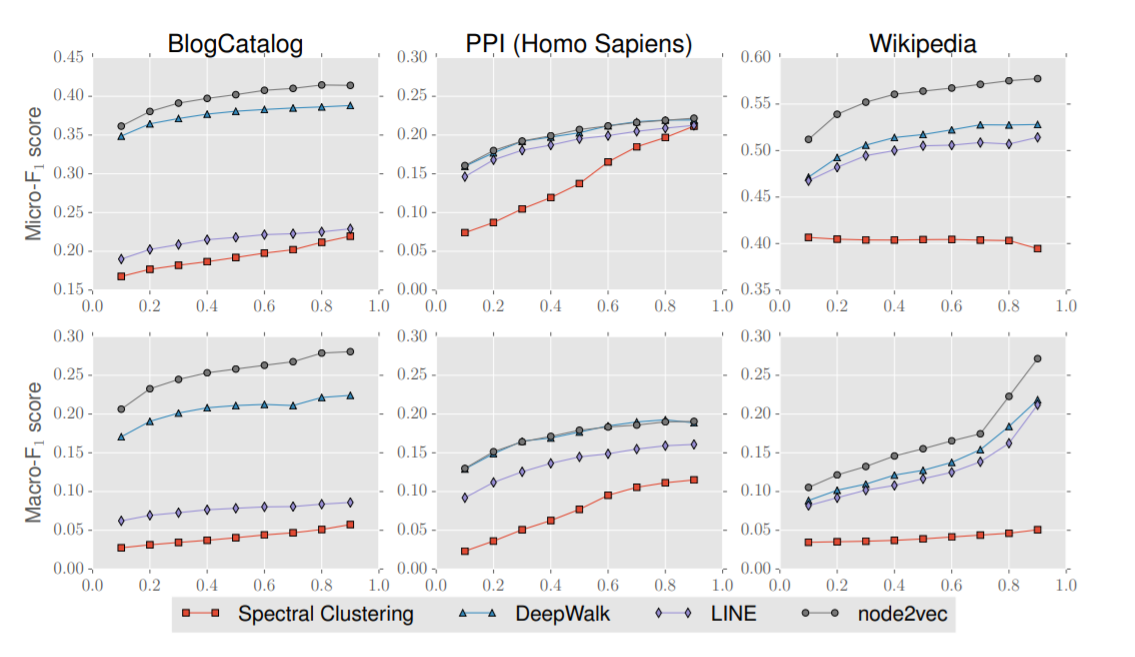 BlogCatalog PPI (Homo Sapiens) Wikipedia
0.45 0.30 0.60
0.40 0.25 0.55
0.35 0.20 0.50
0.30 0.15 0.45
0.25 0.10 0.40
0.20 0.05 0.35
0.15 0.00
Micro-F₁ score
0.0 0.2 0.4 0.6 0.8 1.0 0.0 0.2 0.4 0.6 0.8 1.0 0.0 0.2 0.4 0.6 0.8 1.0
0.30 0.30 0.30
0.25 0.25 0.25
0.20 0.20 0.20
0.15 0.15 0.15
0.10 0.10 0.10
0.05 0.05 0.05
0.00 0.00 0.00
Macro-F₁ score
0.0 0.2 0.4 0.6 0.8 1.0 0.0 0.2 0.4 0.6 0.8 1.0 0.0 0.2 0.4 0.6 0.8 1.0
Spectral Clustering DeepWalk LINE node2vec